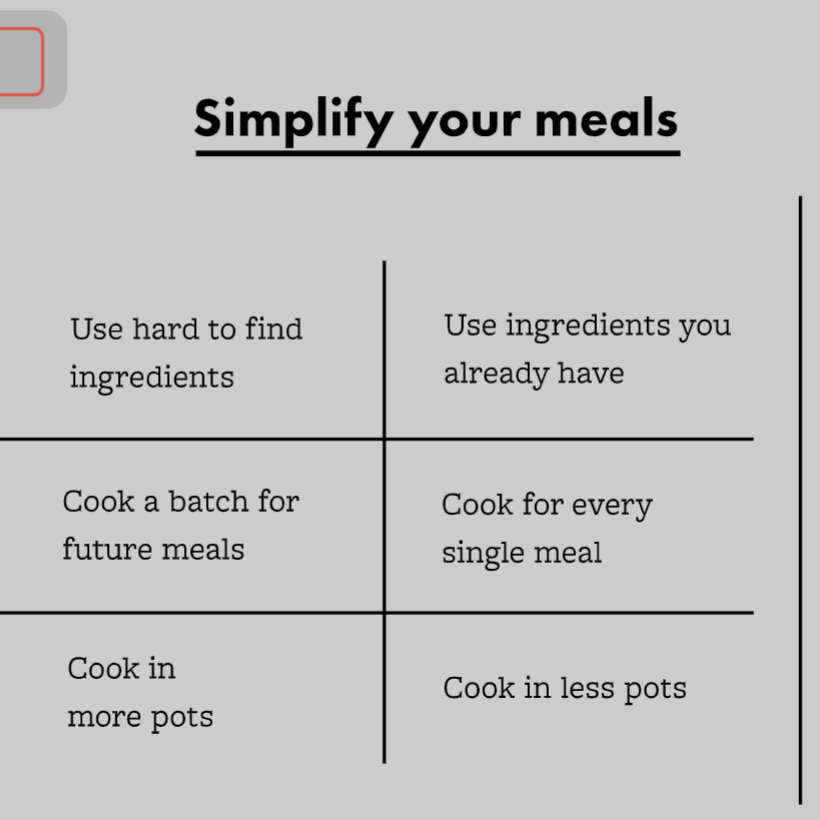 Simplify your meals
Use hard to find
ingredients
Use ingredients you
already have
Cook a batch for
future meals
Cook for every
single meal
Cook in
more pots
Cook in less pots